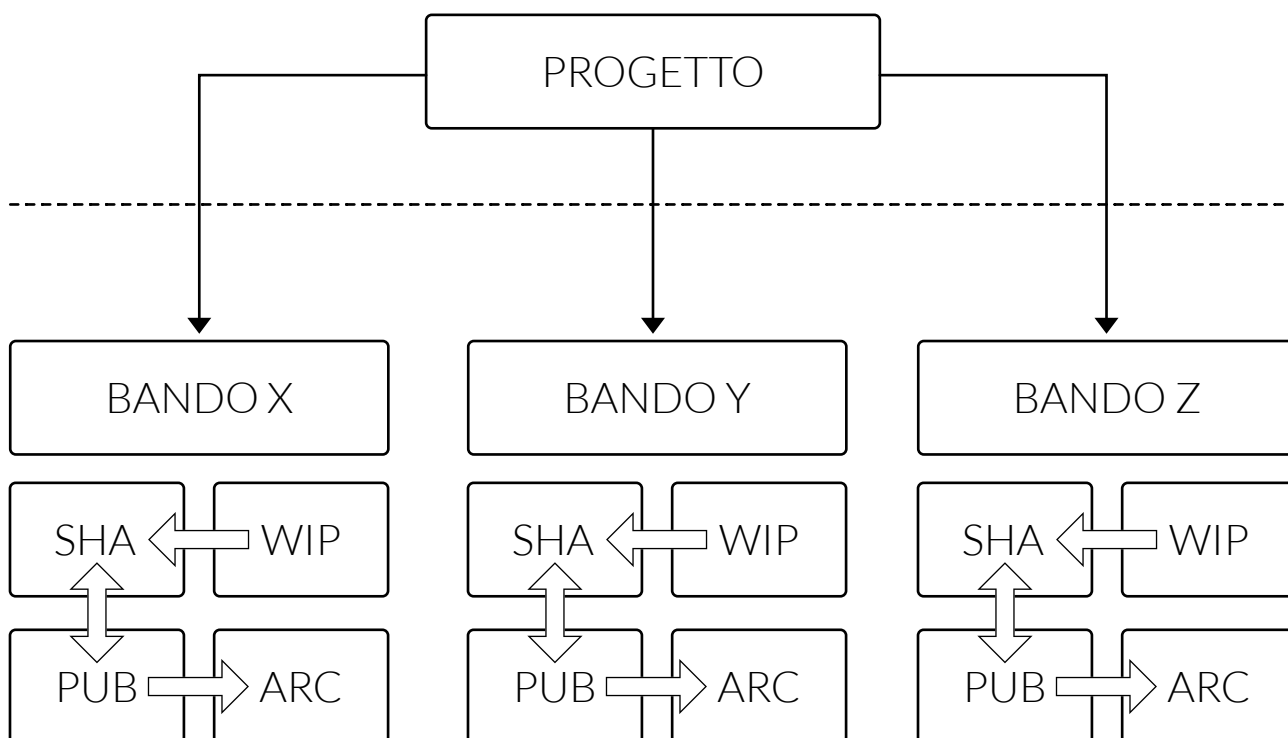 PROGETTO
BANDO X
BANDO Y
BANDO Z
SHA
WIP
SHA
WIP
SHA
WIP
PUB
ARC
PUB
ARC
PUB
ARC